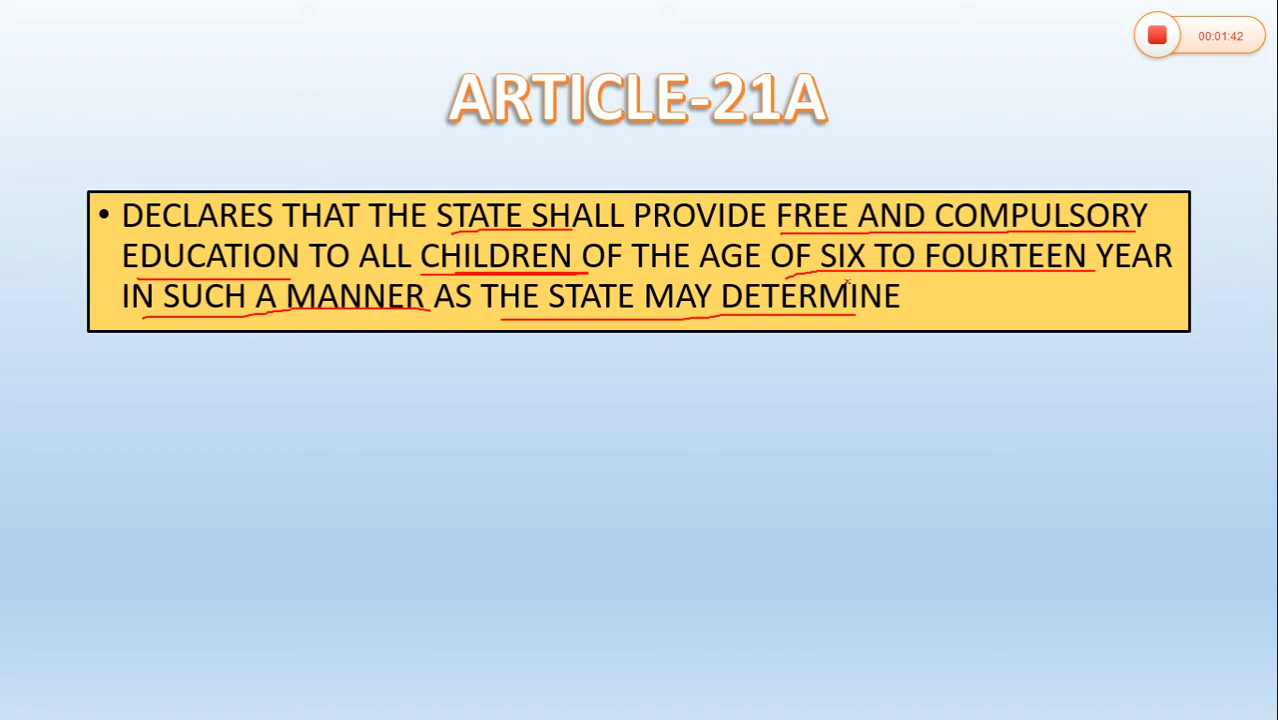 00:01:42
ARTICLE-21A
• DECLARES THAT THE STATE SHALL PROVIDE FREE AND COMPULSORY
EDUCATION TO ALL CHILDREN OF THE AGE OF SIX TO FOURTEEN YEAR
IN SUCH A MANNER AS THE STATE MAY DETERMINE